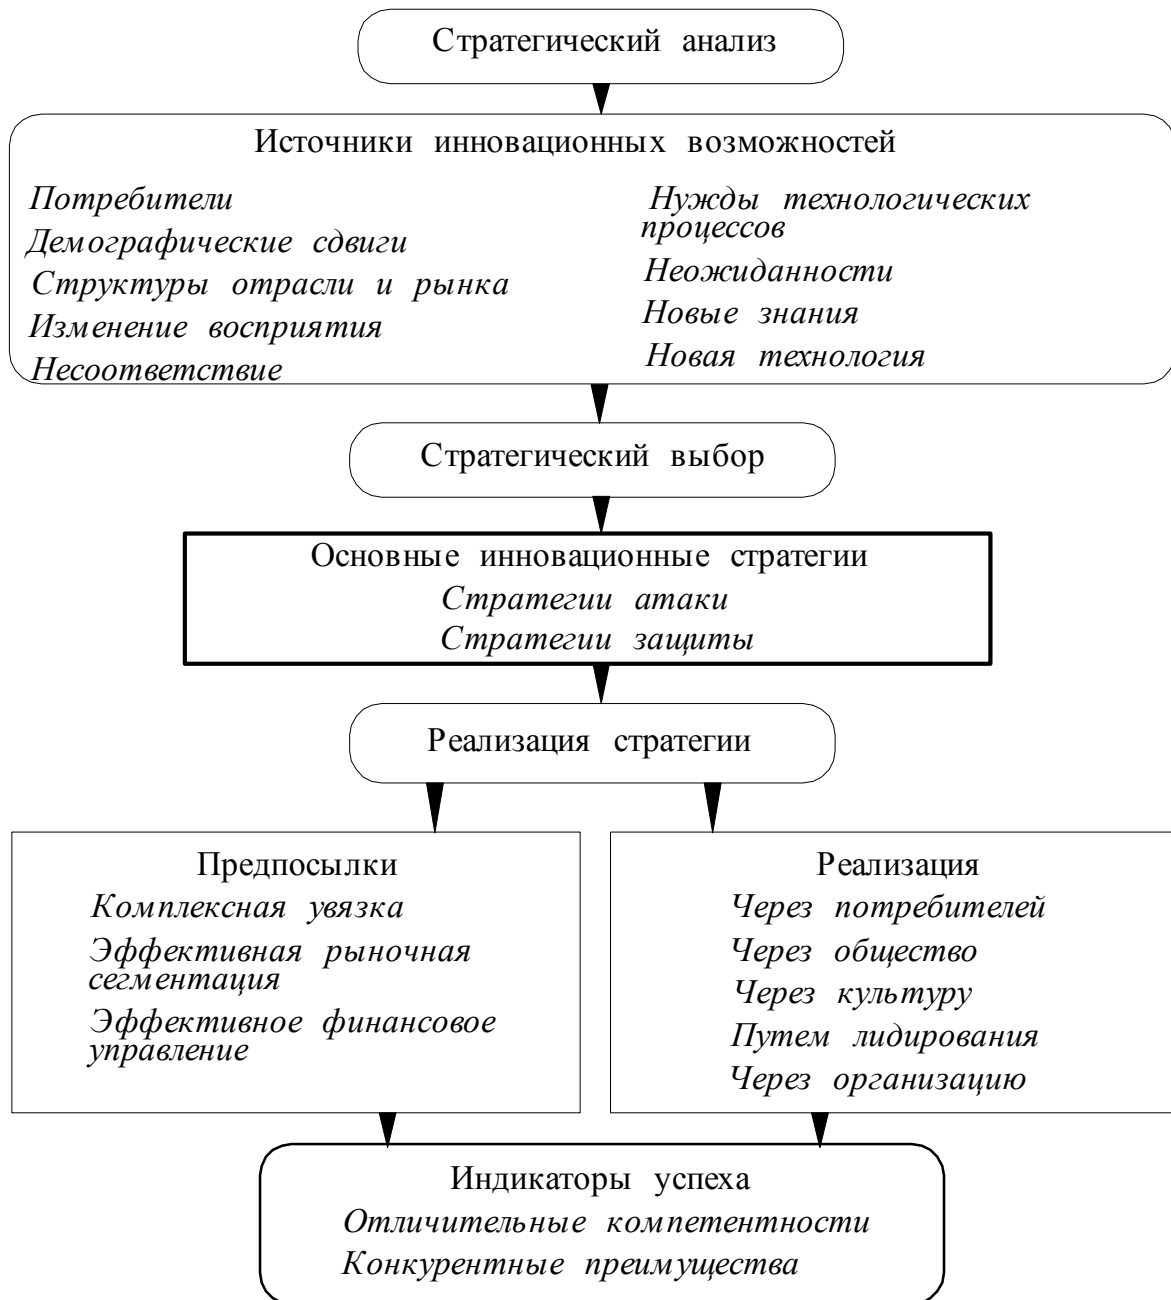 Стратегический анализ
Источники инновационных возможностей
Потребители
Демографические сдвиги
Структуры отрасли и рынка
Изменение восприятия
Несоответствие
Нужды технологических
процессов
Неожиданности
Новые знания
Новая технология
Стратегический выбор
Основные инновационные стратегии
Стратегии атаки
Стратегии защиты
Реализация стратегии
Предпосылки
Комплексная увязка
Эффективная рыночная
сегментация
Эффективное финансовое
управление
Реализация
Через потребителей
Через общество
Через культуру
Путем лидирования
Через организацию
Индикаторы успеха
Отличительные компетентности
Конкурентные преимущества